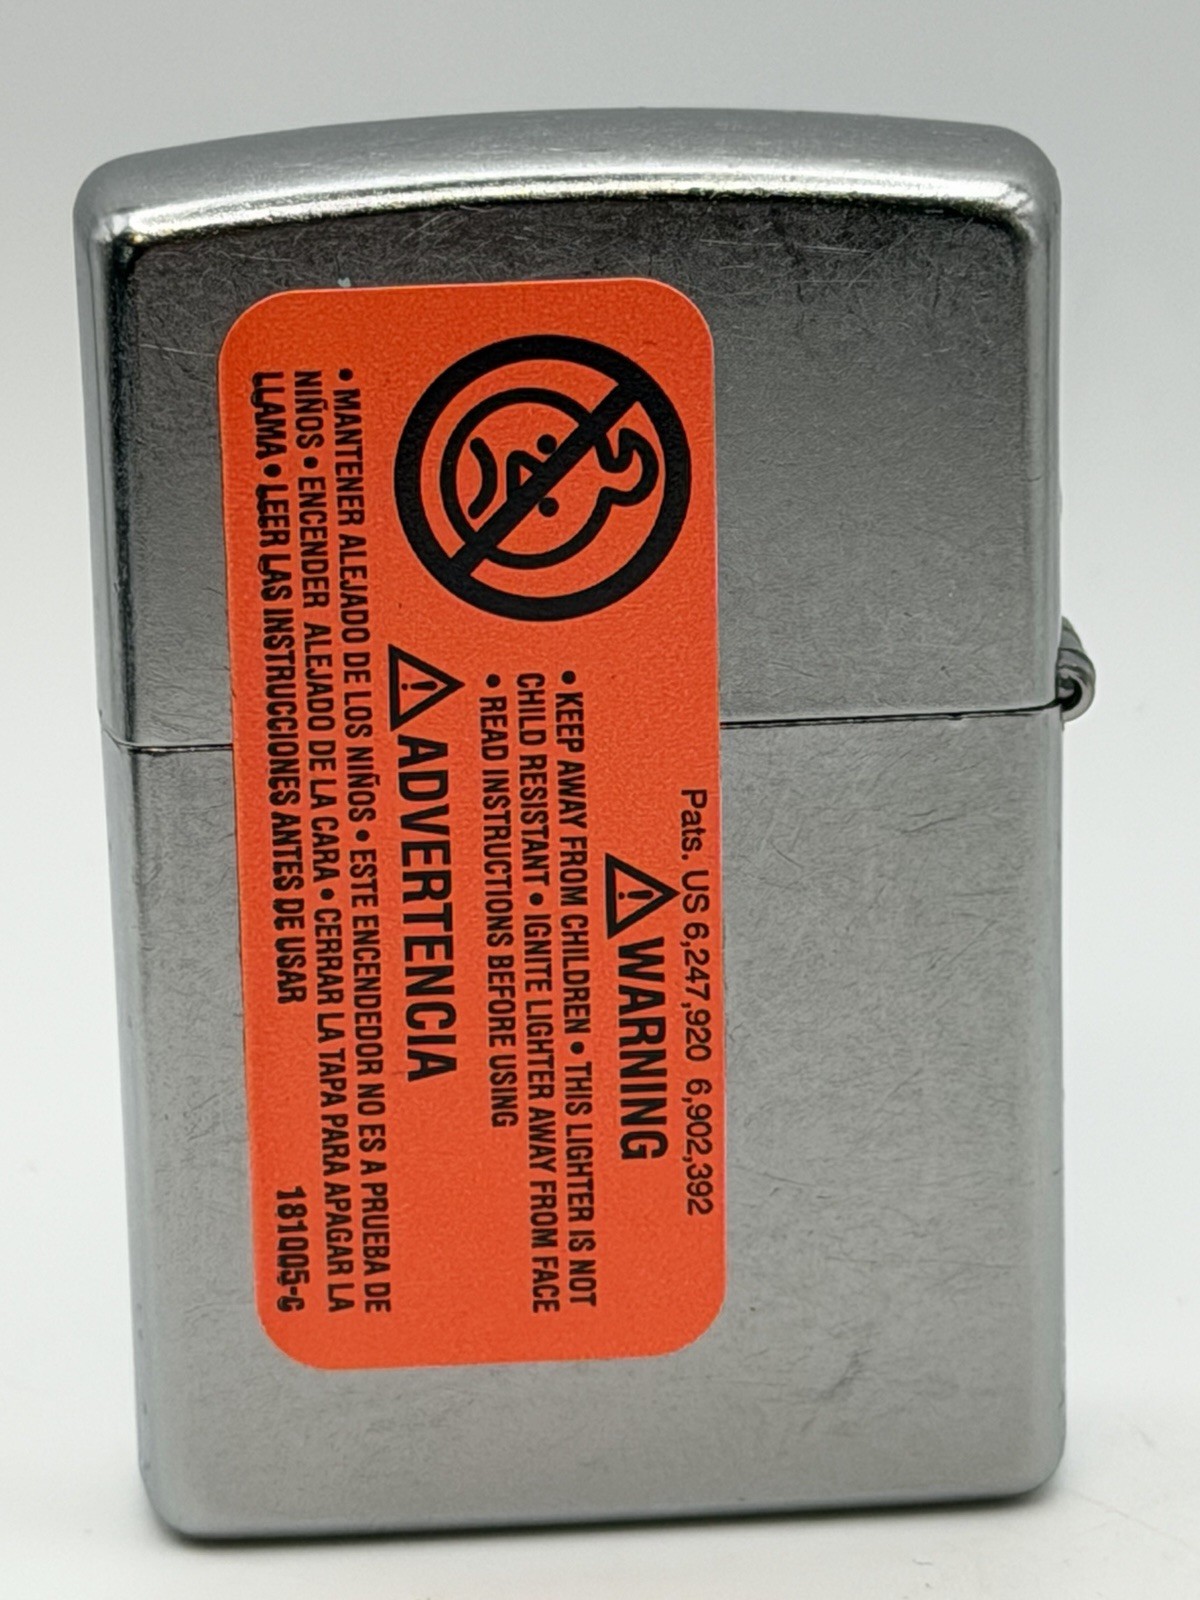 Pats. US 6,247,920 6,902,392
WARNING
• KEEP AWAY FROM CHILDREN • THIS LIGHTER IS NOT
CHILD RESISTANT • IGNITE LIGHTER AWAY FROM FACE
• READ INSTRUCTIONS BEFORE USING
ADVERTENCIA
• MANTENER ALEJADO DE LOS NIÑOS • ESTE ENCENDEDOR NO ES A PRUEBA DE
NIÑOS • ENCENDER ALEJADO DE LA CARA • CERRAR LA TAPA PARA APAGAR LA
LLAMA • LEER LAS INSTRUCCIONES ANTES DE USAR 181005-C